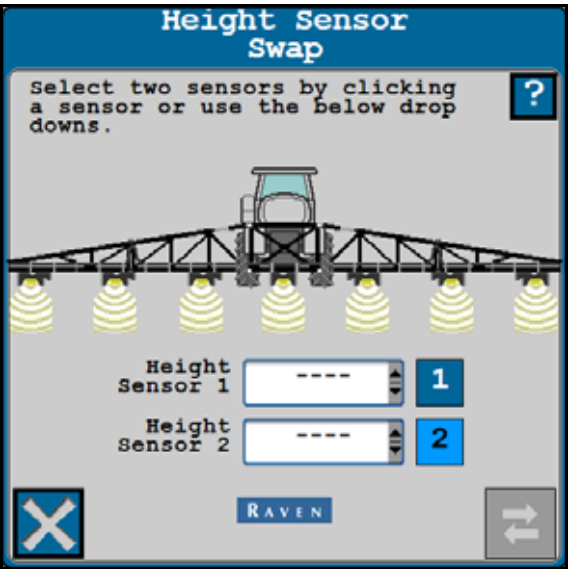 Height Sensor
Swap
Select two sensors by clicking
a sensor or use the below drop
downs.
?
Height
Sensor 1
----
1
Height
Sensor 2
----
2
RAVEN